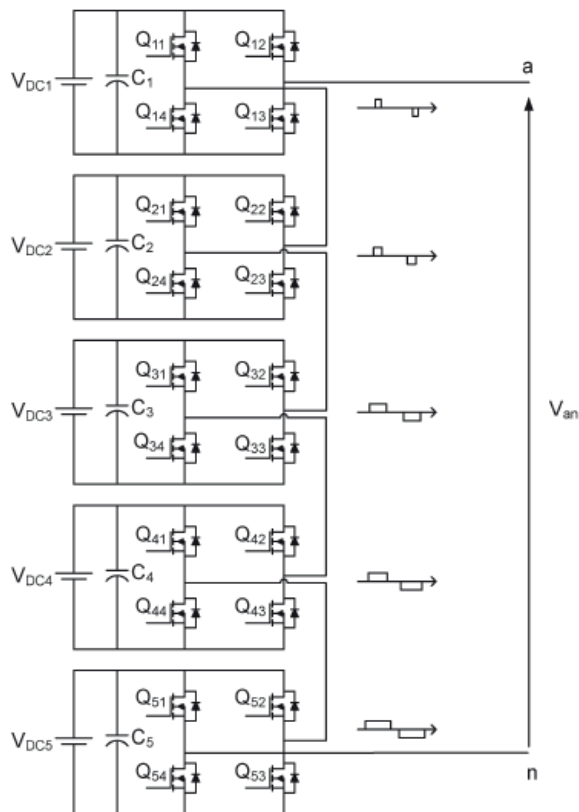 Q11 Q12
VDC1 C1 a
Q14 Q13
Q21 Q22
VDC2 C2
Q24 Q23
Q31 Q32
VDC3 C3 Van
Q34 Q33
Q41 Q42
VDC4 C4
Q44 Q43
Q51 Q52
VDC5 C5
Q54 Q53 n